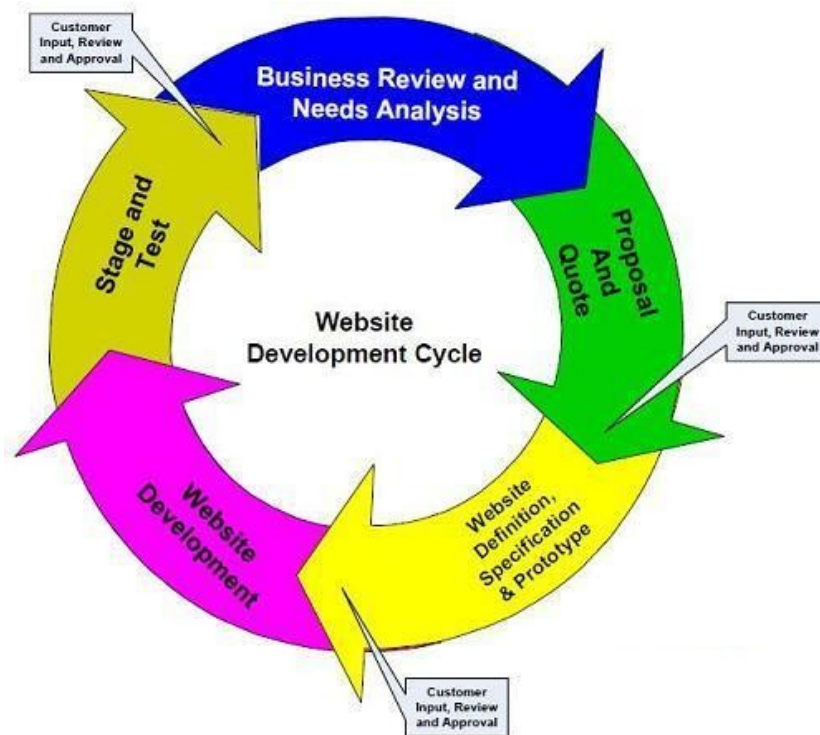 Customer
Input, Review
and Approval
Business Review and
Needs Analysis
Proposal
And
Quote
Customer
Input, Review
and Approval
Website
Definition,
Specification
& Prototype
Customer
Input, Review
and Approval
Website
Development
Stage and
Test
Website
Development Cycle